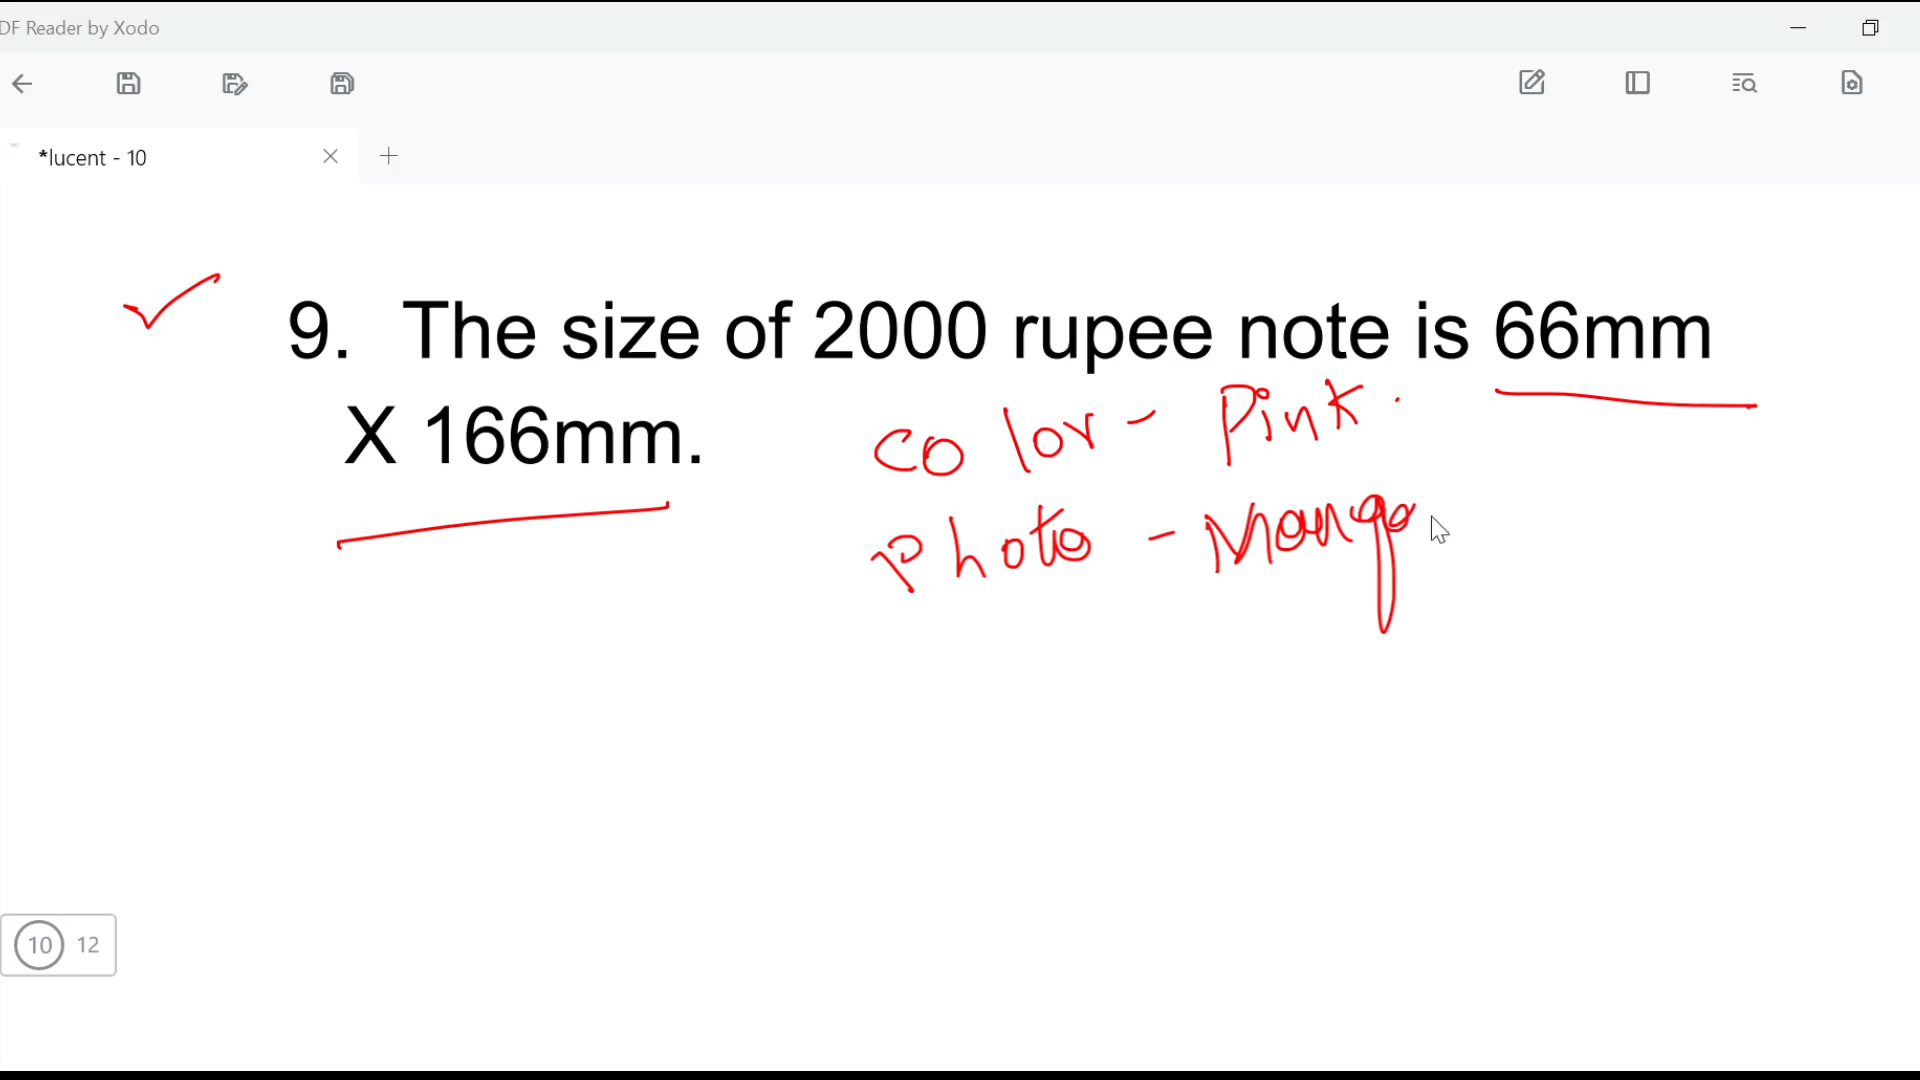 DF Reader by Xodo
*lucent - 10
9. The size of 2000 rupee note is 66mm
X 166mm.
Color - Pink.
Photo - Mango
10 12